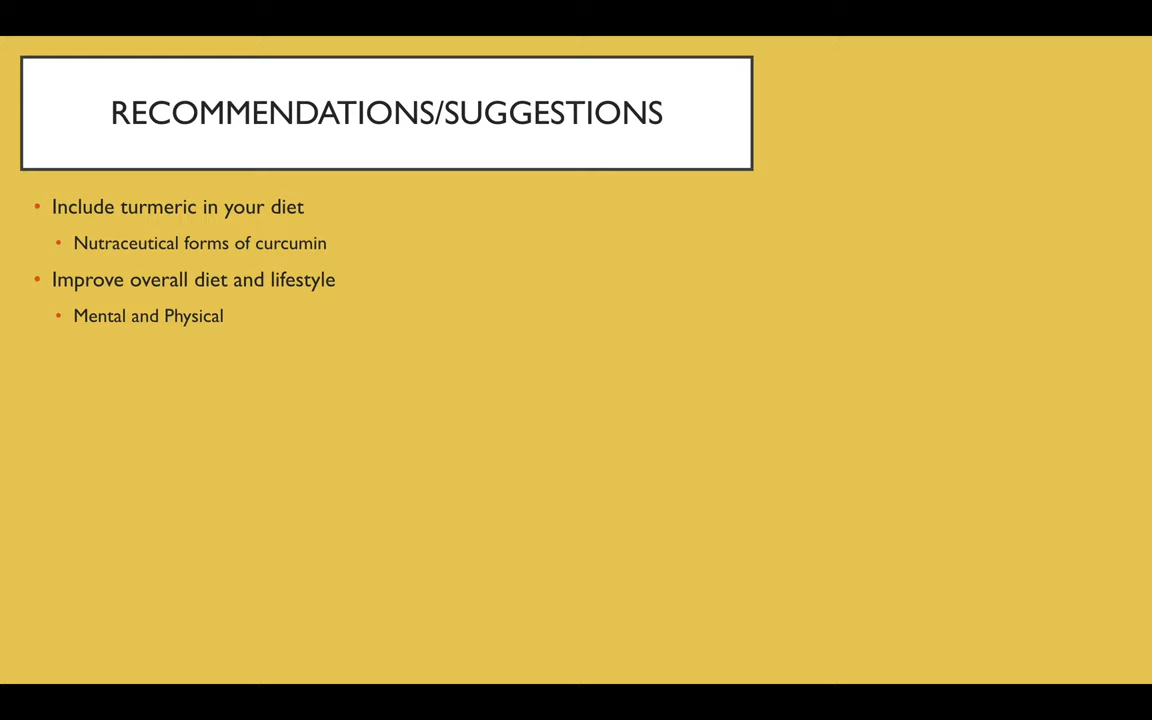 RECOMMENDATIONS/SUGGESTIONS
• Include turmeric in your diet
• Nutraceutical forms of curcumin
• Improve overall diet and lifestyle
• Mental and Physical